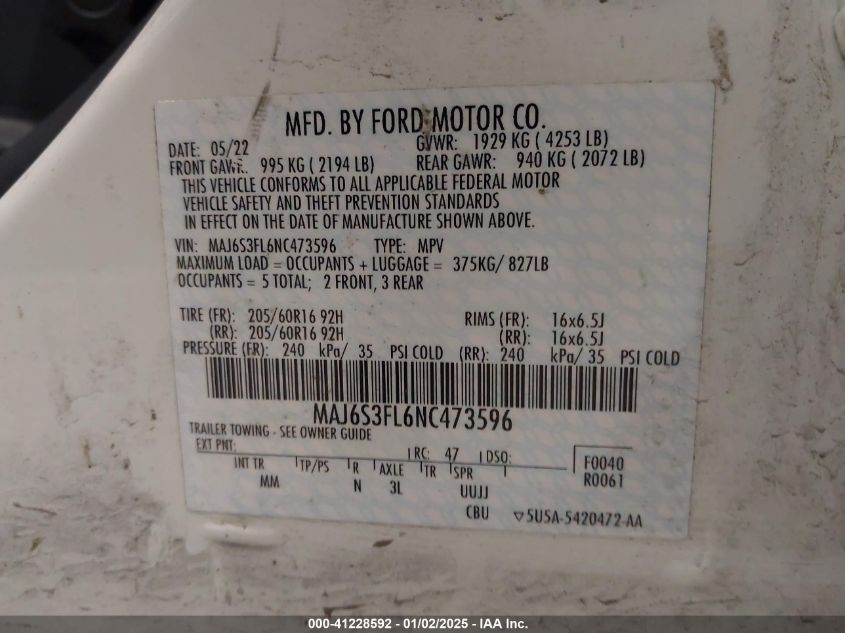 MFD. BY FORD MOTOR CO.
DATE: 05/22 GVWR: 1929 KG ( 4253 LB)
FRONT GAWR: 995 KG ( 2194 LB) REAR GAWR: 940 KG ( 2072 LB)
THIS VEHICLE CONFORMS TO ALL APPLICABLE FEDERAL MOTOR
VEHICLE SAFETY AND THEFT PREVENTION STANDARDS
IN EFFECT ON THE DATE OF MANUFACTURE SHOWN ABOVE.
VIN: MAJ6S3FL6NC473596 TYPE: MPV
MAXIMUM LOAD = OCCUPANTS + LUGGAGE = 375KG/ 827LB
OCCUPANTS = 5 TOTAL; 2 FRONT, 3 REAR
TIRE (FR): 205/60R16 92H RIMS (FR): 16x6.5J
(RR): 205/60R16 92H (RR): 16x6.5J
PRESSURE (FR): 240 kPa/ 35 PSI COLD (RR): 240 kPa/ 35 PSI COLD
MAJ6S3FL6NC473596
TRAILER TOWING - SEE OWNER GUIDE
EXT PNT: RC: 47 DSO: F0040
INT TR TP/PS R AXLE TR SPR R0061
MM N 3L UUJJ
CBU ▽5U5A-5420472-AA
000-41228592 - 01/02/2025 - IAA Inc.